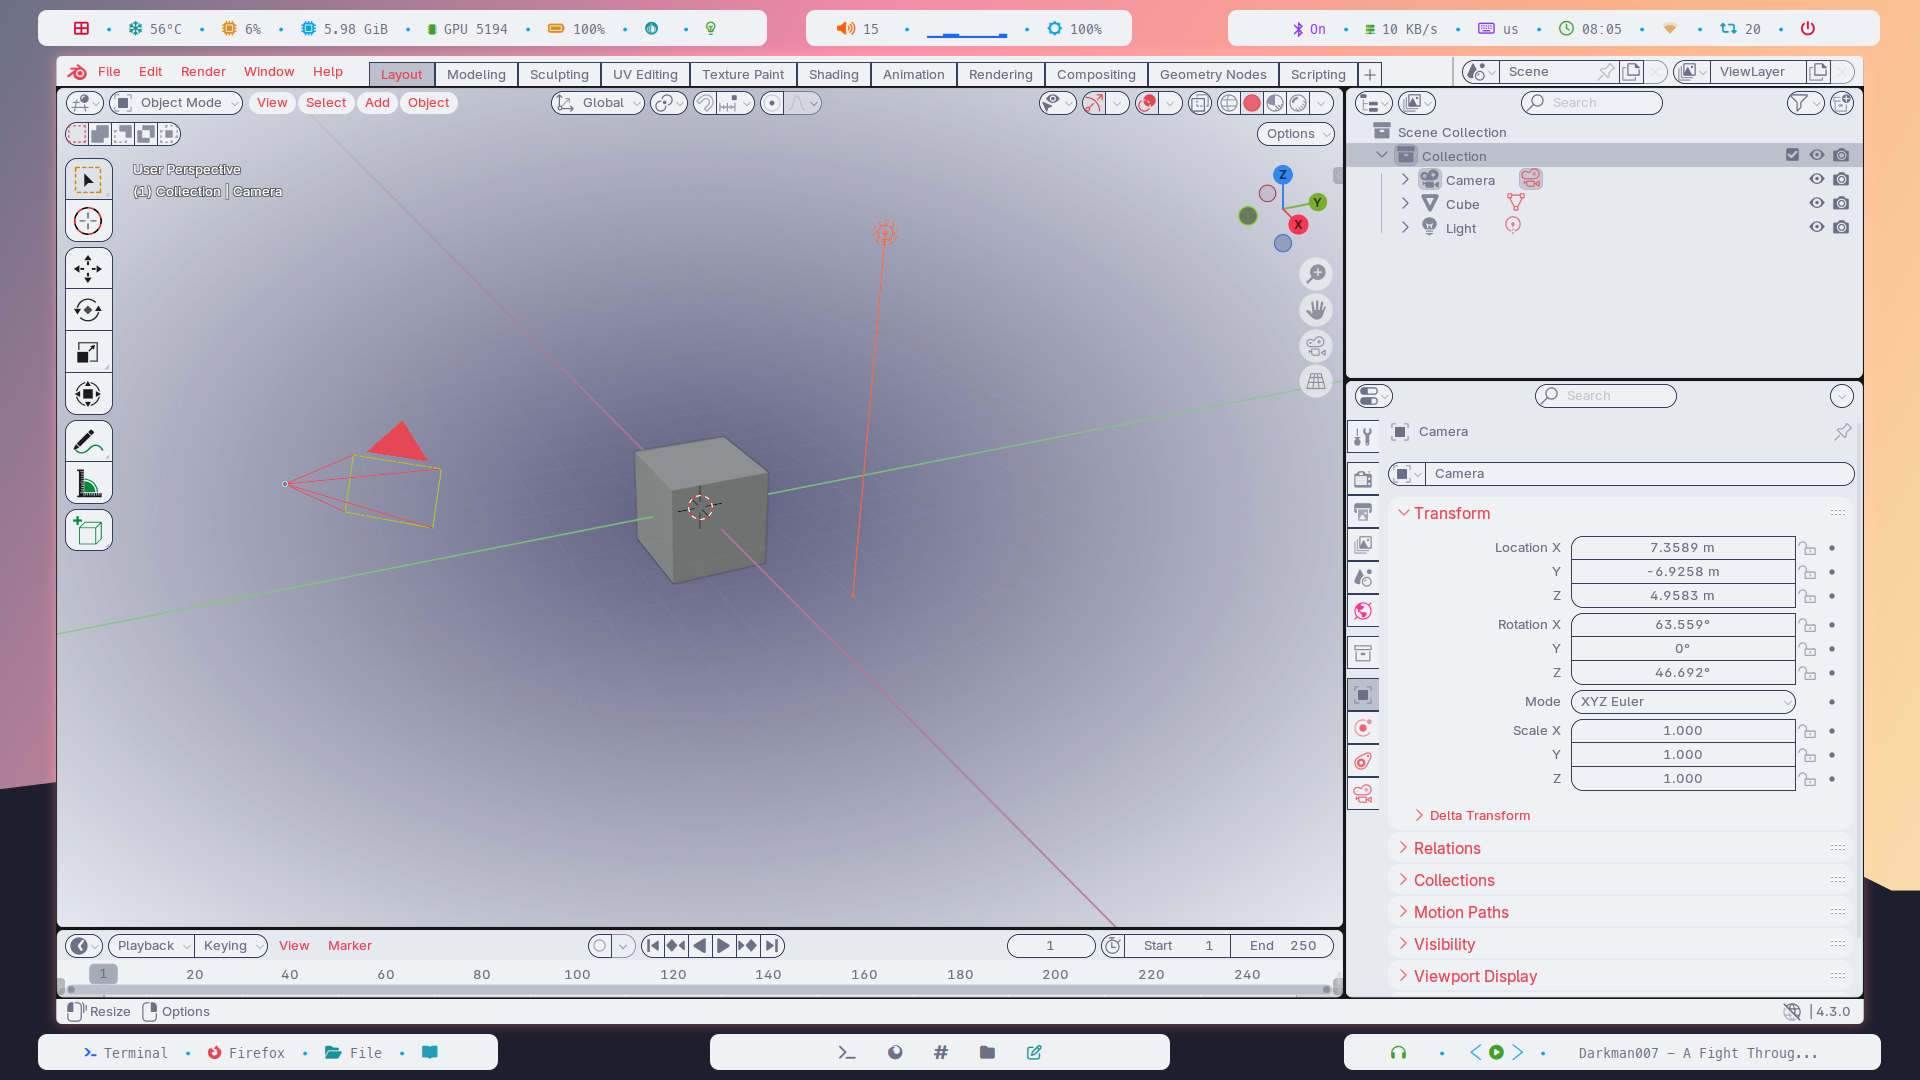 56°C 6% 5.98 GiB GPU 5194 100%
15 100%
On 10 KB/s us 08:05 20
File Edit Render Window Help
Layout Modeling Sculpting UV Editing Texture Paint Shading Animation Rendering Compositing Geometry Nodes Scripting +
Scene ViewLayer
Object Mode View Select Add Object
Global
Options
User Perspective
(1) Collection | Camera
Z
Y
X
Search
Scene Collection
Collection
Camera
Cube
Light
Search
Camera
Camera
Transform
Location X 7.3589 m
Y -6.9258 m
Z 4.9583 m
Rotation X 63.559°
Y 0°
Z 46.692°
Mode XYZ Euler
Scale X 1.000
Y 1.000
Z 1.000
Delta Transform
Relations
Collections
Motion Paths
Visibility
Viewport Display
Playback Keying View Marker
1 Start 1 End 250
1 20 40 60 80 100 120 140 160 180 200 220 240
Resize Options
| 4.3.0
Terminal Firefox File
Darkman007 – A Fight Throug...